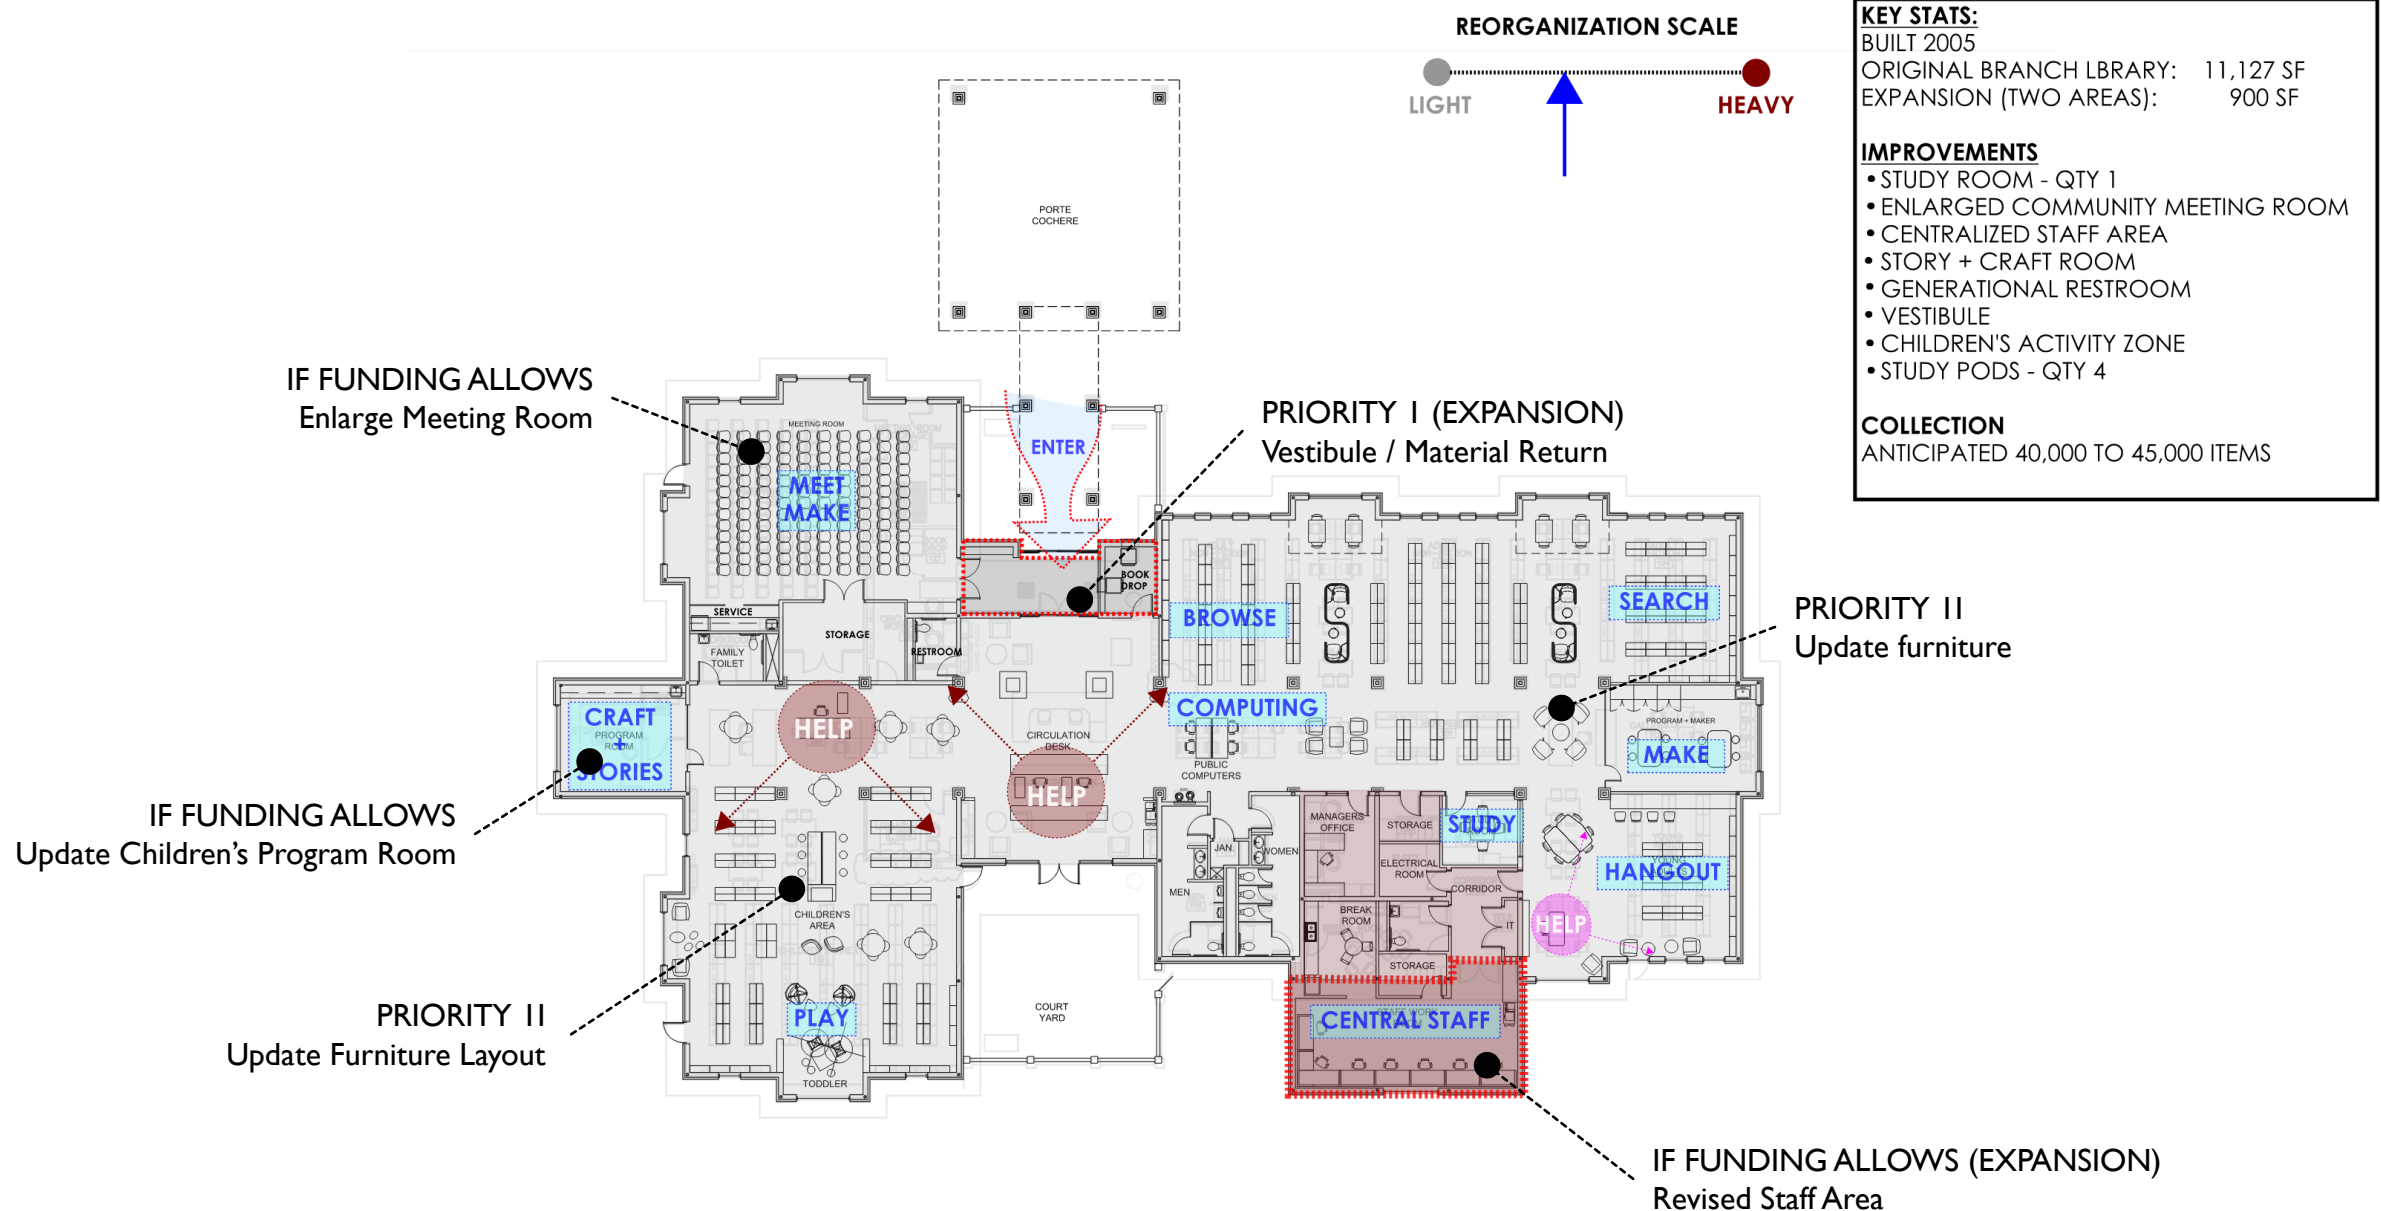 REORGANIZATION SCALE
LIGHT
HEAVY
KEY STATS:
BUILT 2005
ORIGINAL BRANCH LBRARY: 11,127 SF
EXPANSION (TWO AREAS): 900 SF
IMPROVEMENTS
• STUDY ROOM - QTY 1
• ENLARGED COMMUNITY MEETING ROOM
• CENTRALIZED STAFF AREA
• STORY + CRAFT ROOM
• GENERATIONAL RESTROOM
• VESTIBULE
• CHILDREN'S ACTIVITY ZONE
• STUDY PODS - QTY 4
COLLECTION
ANTICIPATED 40,000 TO 45,000 ITEMS
PORTE
COCHERE
IF FUNDING ALLOWS
Enlarge Meeting Room
PRIORITY I (EXPANSION)
Vestibule / Material Return
MEETING ROOM
MEET
MAKE
ENTER
BOOK
DROP
SERVICE
STORAGE
FAMILY
TOILET
RESTROOM
BROWSE
SEARCH
PRIORITY 1I
Update furniture
COMPUTING
CRAFT
PROGRAM
ROOM
+
STORIES
HELP
CIRCULATION
DESK
HELP
PUBLIC
COMPUTERS
PROGRAM + MAKER
MAKE
IF FUNDING ALLOWS
Update Children’s Program Room
MANAGERS
OFFICE
STORAGE
STUDY
JAN.
WOMEN
MEN
ELECTRICAL
ROOM
CORRIDOR
HANGOUT
YOUNG
BREAK
ROOM
IT
HELP
STORAGE
CHILDREN'S
AREA
PRIORITY 1I
Update Furniture Layout
PLAY
TODDLER
COURT
YARD
CENTRAL STAFF
IF FUNDING ALLOWS (EXPANSION)
Revised Staff Area